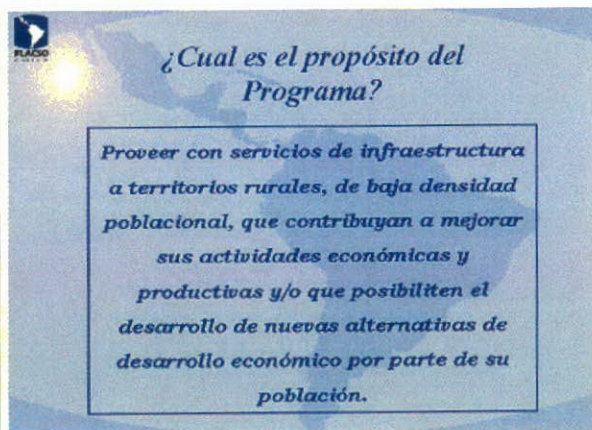 FLACSO
¿Cual es el propósito del
Programa?
Proveer con servicios de infraestructura
a territorios rurales, de baja densidad
poblacional, que contribuyan a mejorar
sus actividades económicas y
productivas y/o que posibiliten el
desarrollo de nuevas alternativas de
desarrollo económico por parte de su
población.